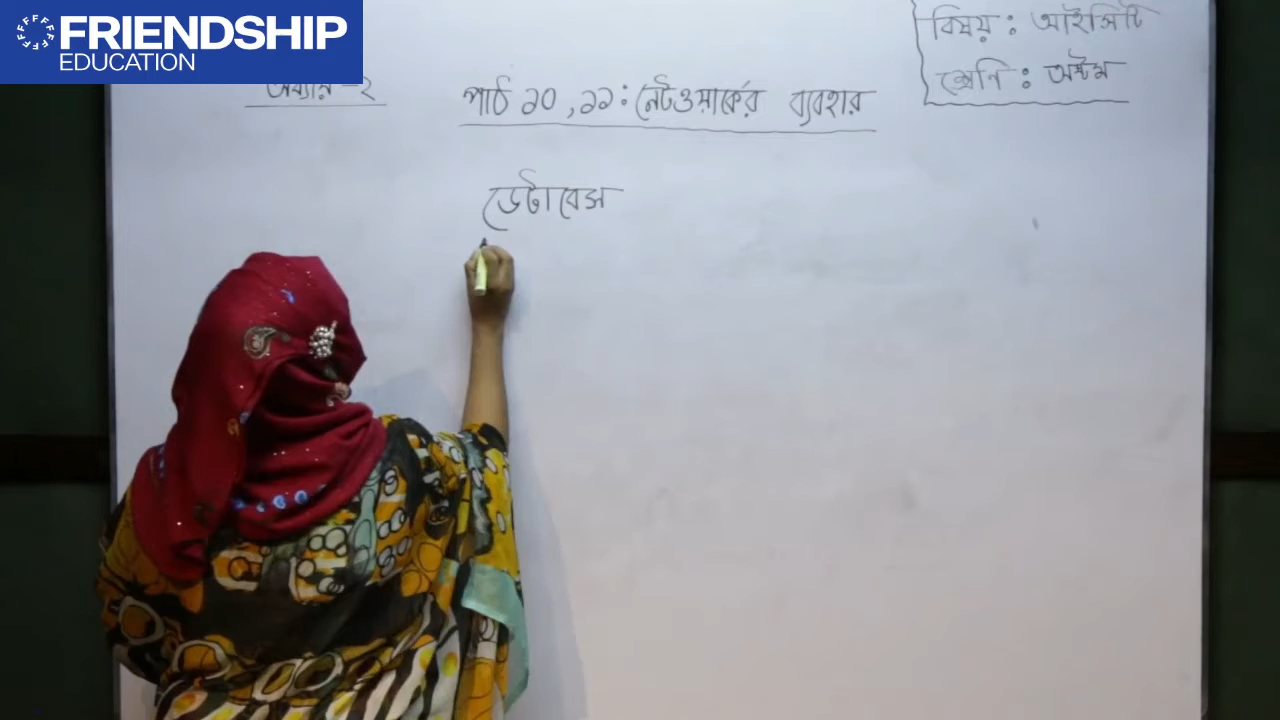 FRIENDSHIP
EDUCATION
বিষয় : আইসিটি
শ্রেণি : অষ্টম
অধ্যায় - ২
পাঠ ১০ , ১১ : নেটওয়ার্কের ব্যবহার
ডেটাবেস